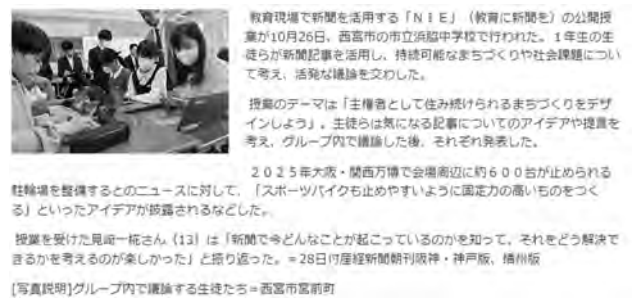 教育現場で新聞を活用する「ＮＩＥ」（教育に新聞を）の公開授
業が10月26日、西宮市の市立浜脇中学校で行われた。１年生の生
徒らが新聞記事を活用し、持続可能なまちづくりや社会課題につい
て考え、活発な議論を交わした。
授業のテーマは「主権者として住み続けられるまちづくりをデザ
インしよう」。生徒らは気になる記事についてのアイデアや提言を
考え、グループ内で議論した後、それぞれ発表した。
２０２５年大阪・関西万博で会場周辺に約６００台が止められる
駐輪場を整備するとのニュースに対して、「スポーツバイクも止めやすいように固定力の高いものをつく
る」といったアイデアが披露されるなどした。
授業を受けた見﨑一椛さん（13）は「新聞で今どんなことが起こっているのかを知って、それをどう解決で
きるかを考えるのが楽しかった」と振り返った。＝28日付産経新聞朝刊阪神・神戸版、播州版
[写真説明]グループ内で議論する生徒たち＝西宮市宮前町